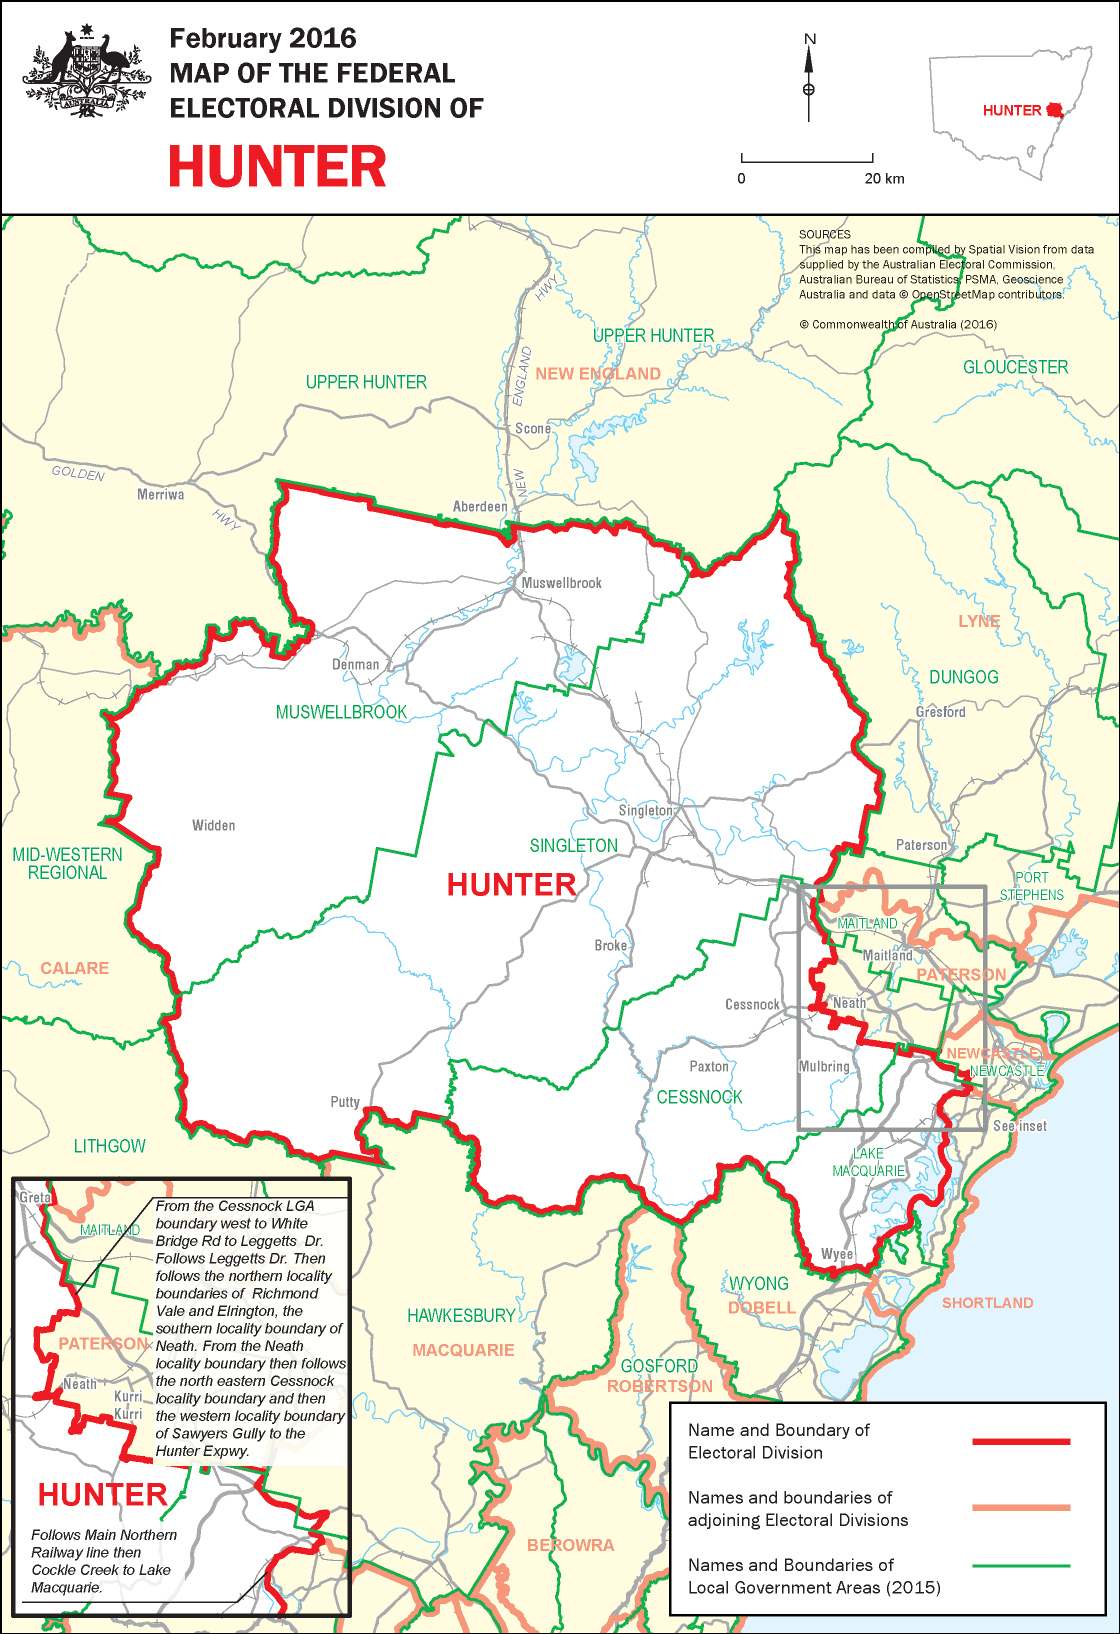 February 2016
MAP OF THE FEDERAL
ELECTORAL DIVISION OF
HUNTER
AUSTRALIA
N
0 20 km
HUNTER
SOURCES
This map has been compiled by Spatial Vision from data
supplied by the Australian Electoral Commission,
Australian Bureau of Statistics, PSMA, Geoscience
Australia and data © OpenStreetMap contributors.
© Commonwealth of Australia (2016)
HWY
UPPER HUNTER
NEW ENGLAND
GLOUCESTER
UPPER HUNTER
ENGLAND
Scone
GOLDEN
NEW
Merriwa
Aberdeen
HWY
Muswellbrook
LYNE
Denman
DUNGOG
MUSWELLBROOK
Gresford
Singleton
Widden
SINGLETON
Paterson
MID-WESTERN
REGIONAL
HUNTER
PORT
STEPHENS
MAITLAND
Broke
Maitland
CALARE
PATERSON
Cessnock
Neath
NEWCASTLE
Paxton
Mulbring
NEWCASTLE
CESSNOCK
Putty
See inset
LITHGOW
LAKE
MACQUARIE
Wyee
WYONG
DOBELL
SHORTLAND
HAWKESBURY
MACQUARIE
GOSFORD
ROBERTSON
BEROWRA
Greta
MAITLAND
From the Cessnock LGA
boundary west to White
Bridge Rd to Leggetts Dr.
Follows Leggetts Dr. Then
follows the northern locality
boundaries of Richmond
Vale and Elrington, the
southern locality boundary of
Neath. From the Neath
locality boundary then follows
the north eastern Cessnock
locality boundary and then
the western locality boundary
of Sawyers Gully to the
Hunter Expwy.
PATERSON
Neath
Kurri
Kurri
HUNTER
Follows Main Northern
Railway line then
Cockle Creek to Lake
Macquarie.
Name and Boundary of
Electoral Division
Names and boundaries of
adjoining Electoral Divisions
Names and Boundaries of
Local Government Areas (2015)